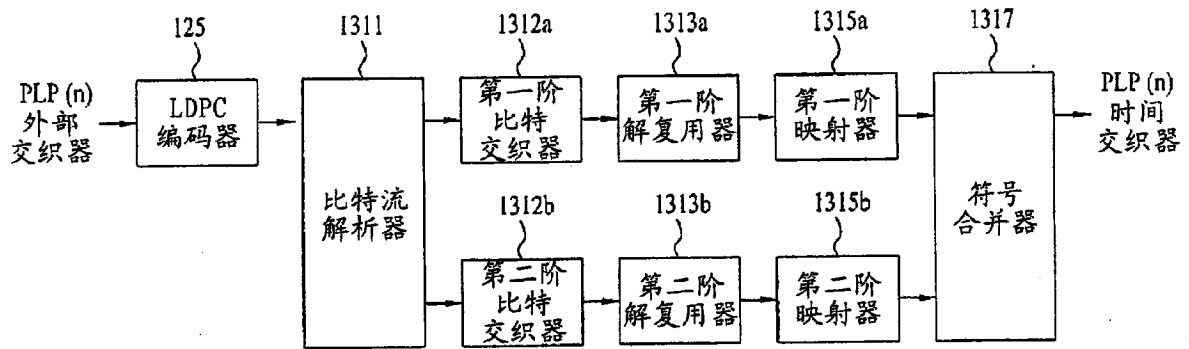 125
1311
1312a
1313a
1315a
1317
PLP (n)
外部
交织器
LDPC
编码器
比特流
解析器
第一阶
比特
交织器
第一阶
解复用器
第一阶
映射器
符号
合并器
PLP (n)
时间
交织器
1312b
1313b
1315b
第二阶
比特
交织器
第二阶
解复用器
第二阶
映射器